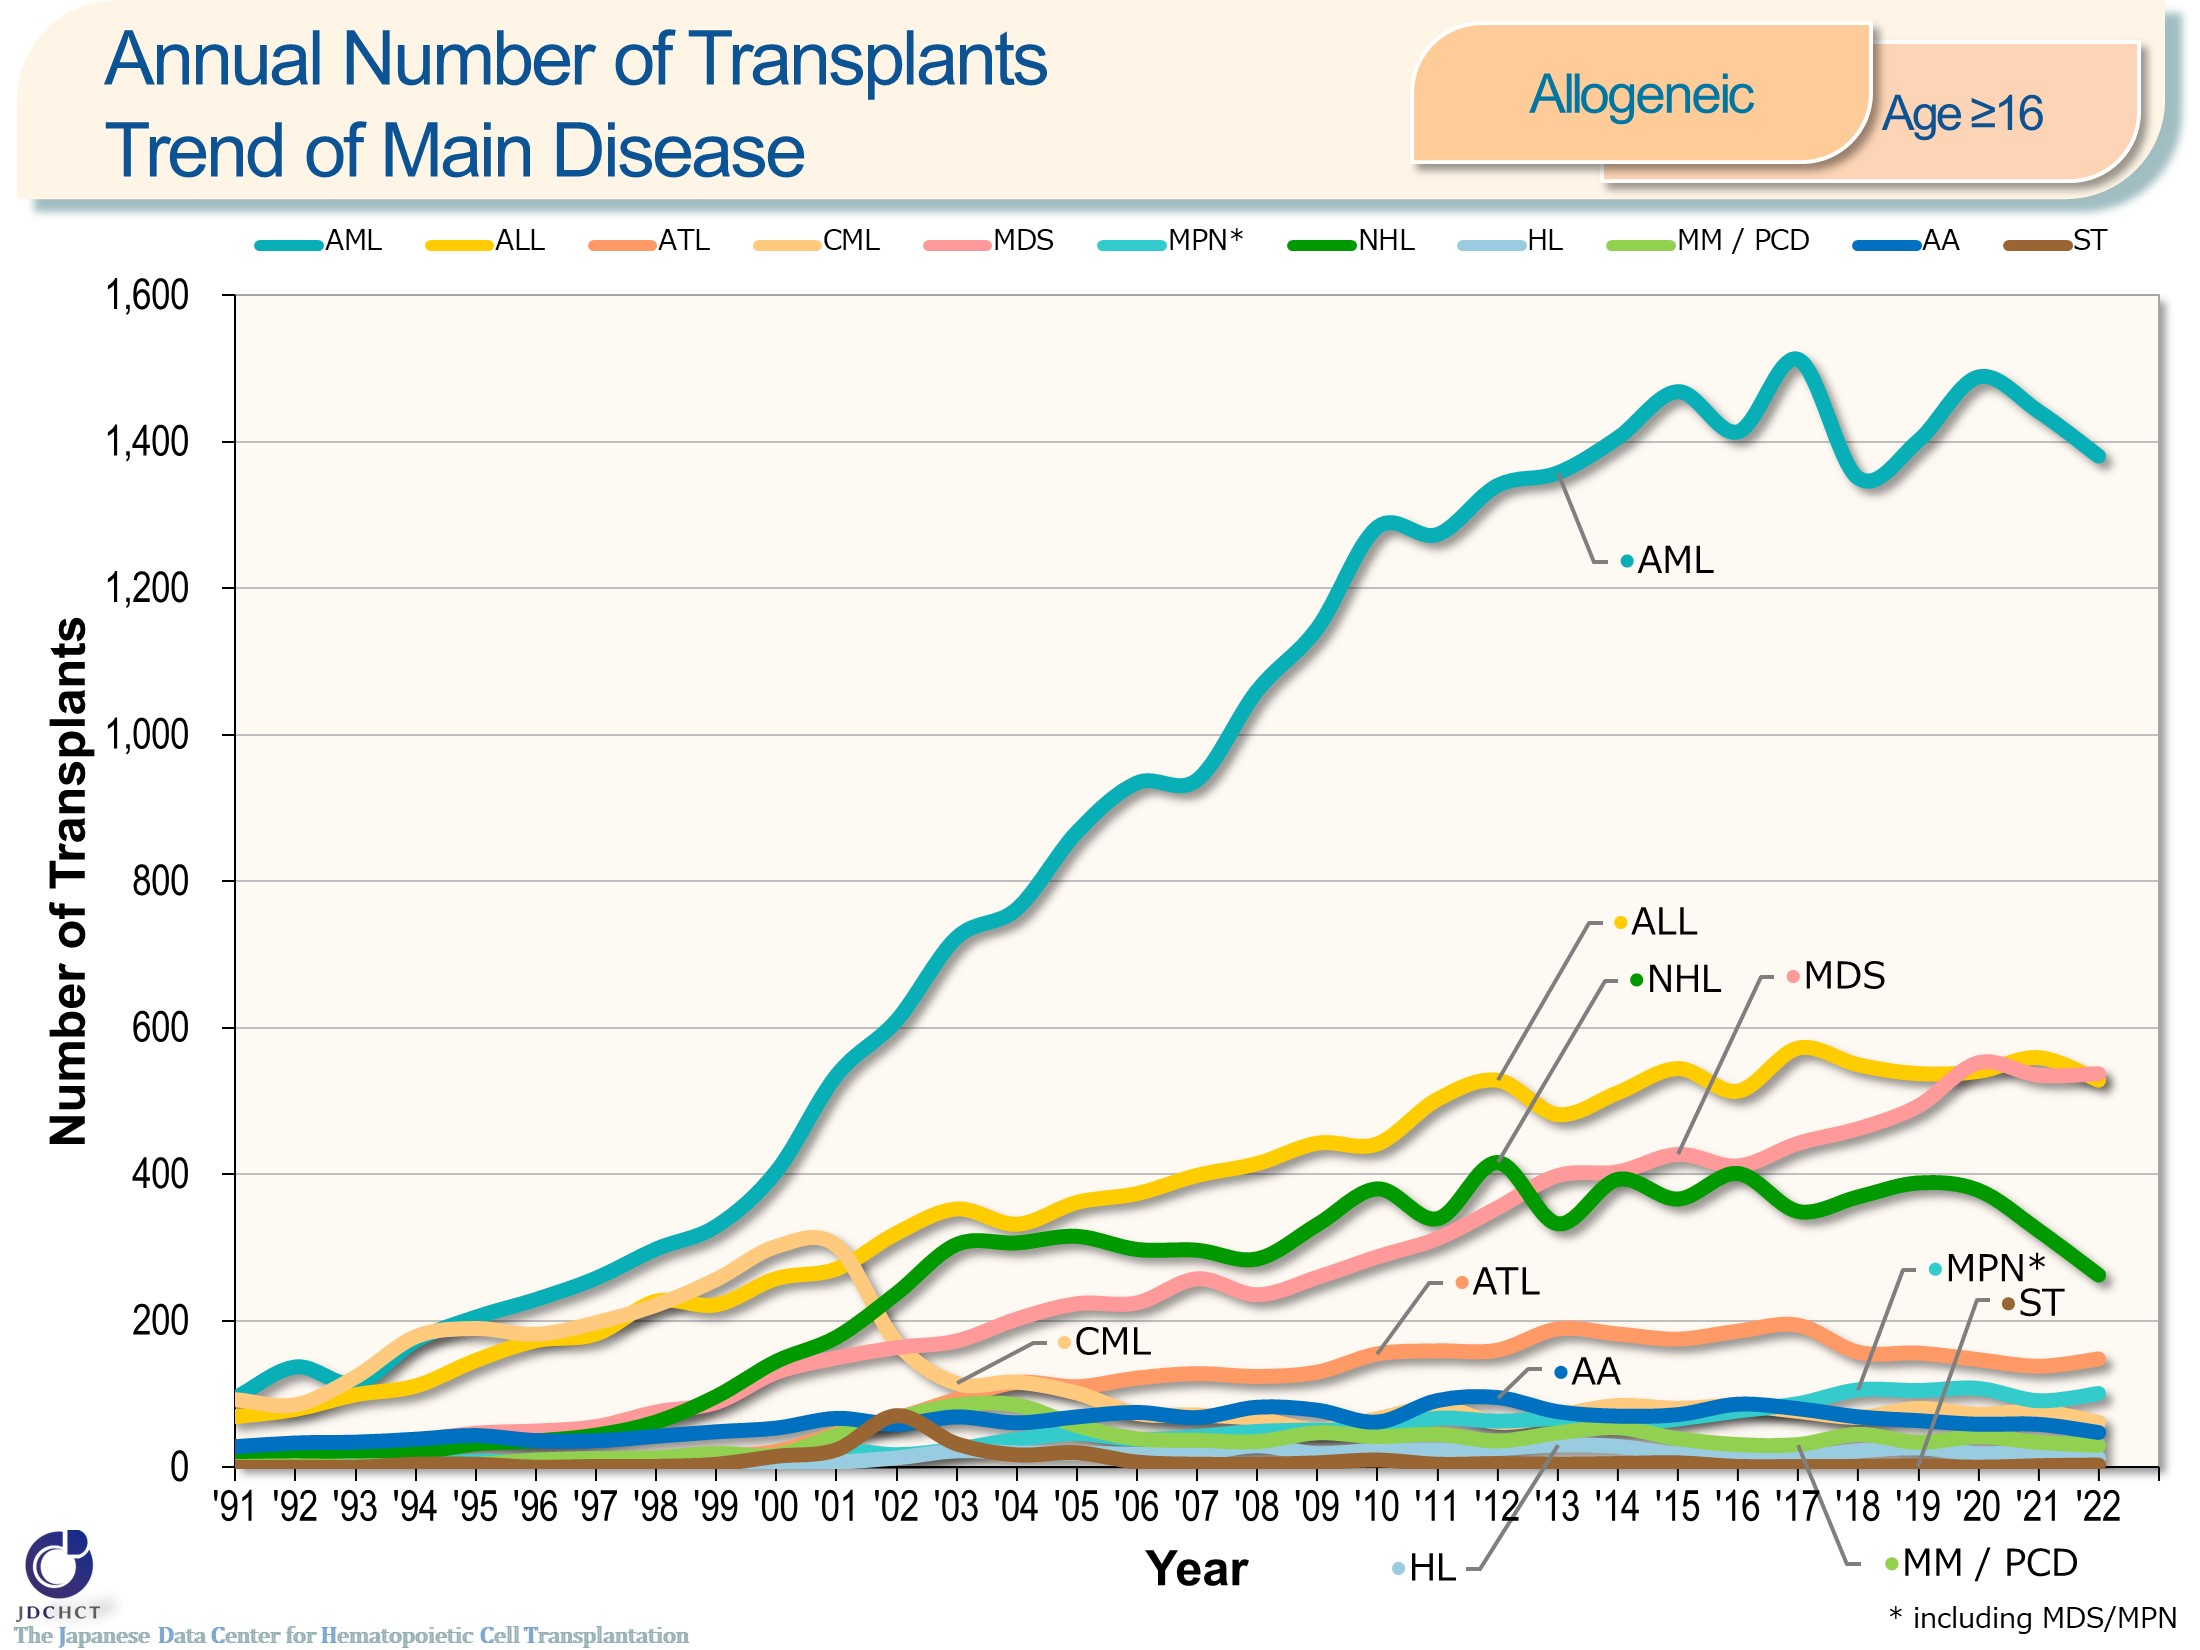 Annual Number of Transplants
Trend of Main Disease
Allogeneic
Age ≥16
AML ALL ATL CML MDS MPN* NHL HL MM / PCD AA ST
Number of Transplants
1,600
1,400
1,200
1,000
800
600
400
200
0
AML
ALL
NHL
MDS
MPN*
ST
ATL
CML
AA
'91 '92 '93 '94 '95 '96 '97 '98 '99 '00 '01 '02 '03 '04 '05 '06 '07 '08 '09 '10 '11 '12 '13 '14 '15 '16 '17 '18 '19 '20 '21 '22
Year
HL
MM / PCD
* including MDS/MPN
JDCHCT
The Japanese Data Center for Hematopoietic Cell Transplantation